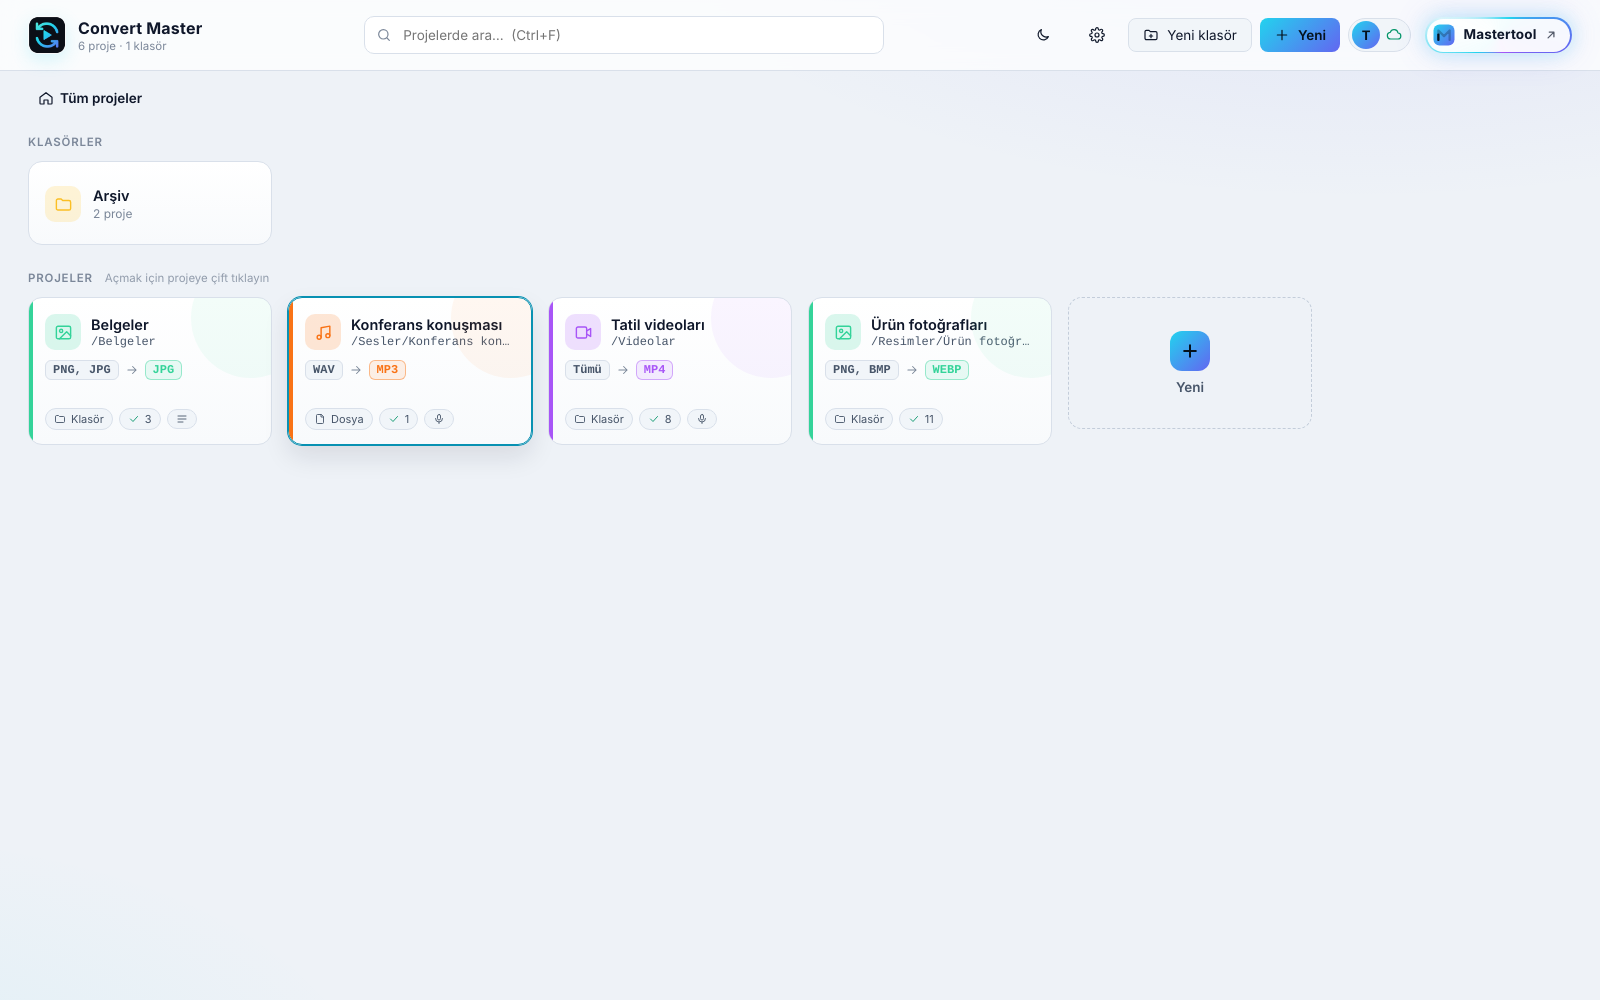 Convert Master
6 proje · 1 klasör
Projelerde ara... (Ctrl+F)
Yeni klasör
Yeni
T
Mastertool
Tüm projeler
KLASÖRLER
Arşiv
2 proje
PROJELER Açmak için projeye çift tıklayın
Belgeler
/Belgeler
PNG, JPG → JPG
Klasör ✓ 3
Konferans konuşması
/Sesler/Konferans kon…
WAV → MP3
Dosya ✓ 1
Tatil videoları
/Videolar
Tümü → MP4
Klasör ✓ 8
Ürün fotoğrafları
/Resimler/Ürün fotoğr…
PNG, BMP → WEBP
Klasör ✓ 11
Yeni